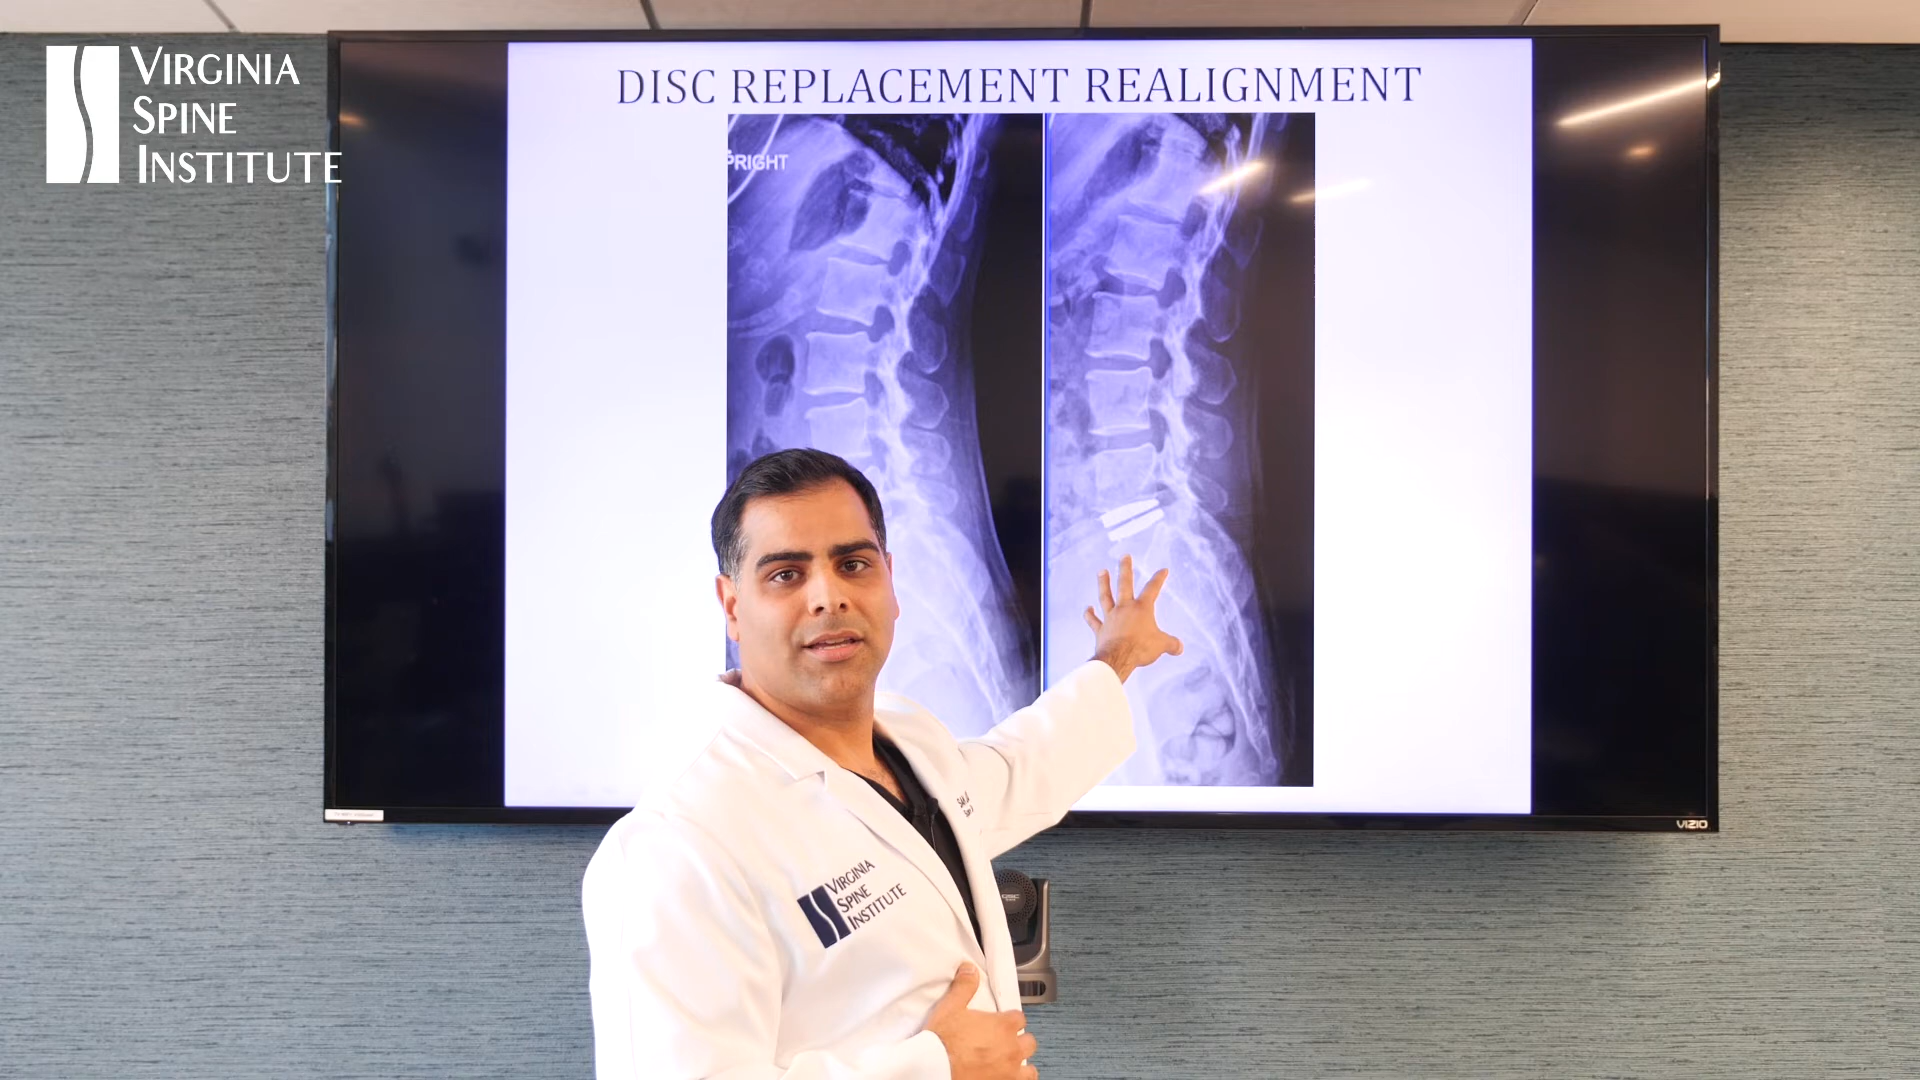 VIRGINIA
SPINE
INSTITUTE
DISC REPLACEMENT REALIGNMENT
PRIGHT
VIZIO
VIRGINIA
SPINE
INSTITUTE